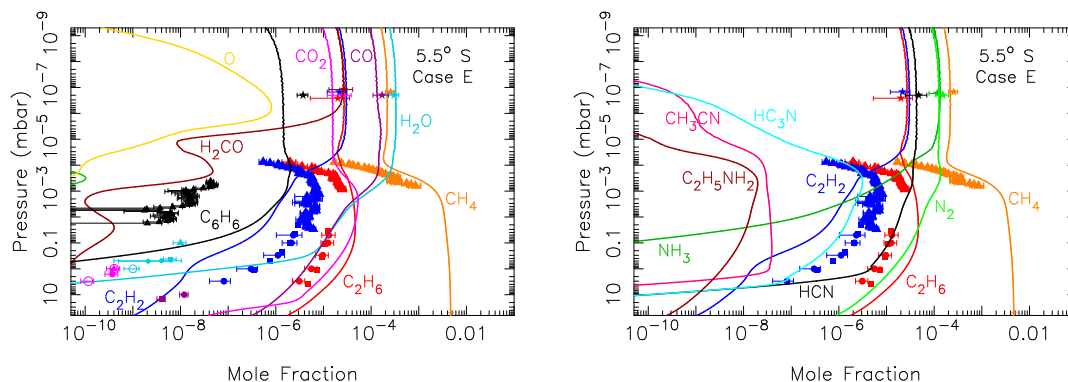 10⁻⁹
10⁻⁷
10⁻⁵
10⁻³
0.1
10
Pressure (mbar)
10⁻¹⁰
10⁻⁸
10⁻⁶
10⁻⁴
0.01
Mole Fraction
5.5° S
Case E
O
CO₂
CO
H₂O
H₂CO
C₆H₆
CH₄
C₂H₂
C₂H₆
10⁻⁹
10⁻⁷
10⁻⁵
10⁻³
0.1
10
Pressure (mbar)
10⁻¹⁰
10⁻⁸
10⁻⁶
10⁻⁴
0.01
Mole Fraction
5.5° S
Case E
CH₃CN
HC₃N
C₂H₅NH₂
C₂H₂
CH₄
N₂
NH₃
HCN
C₂H₆